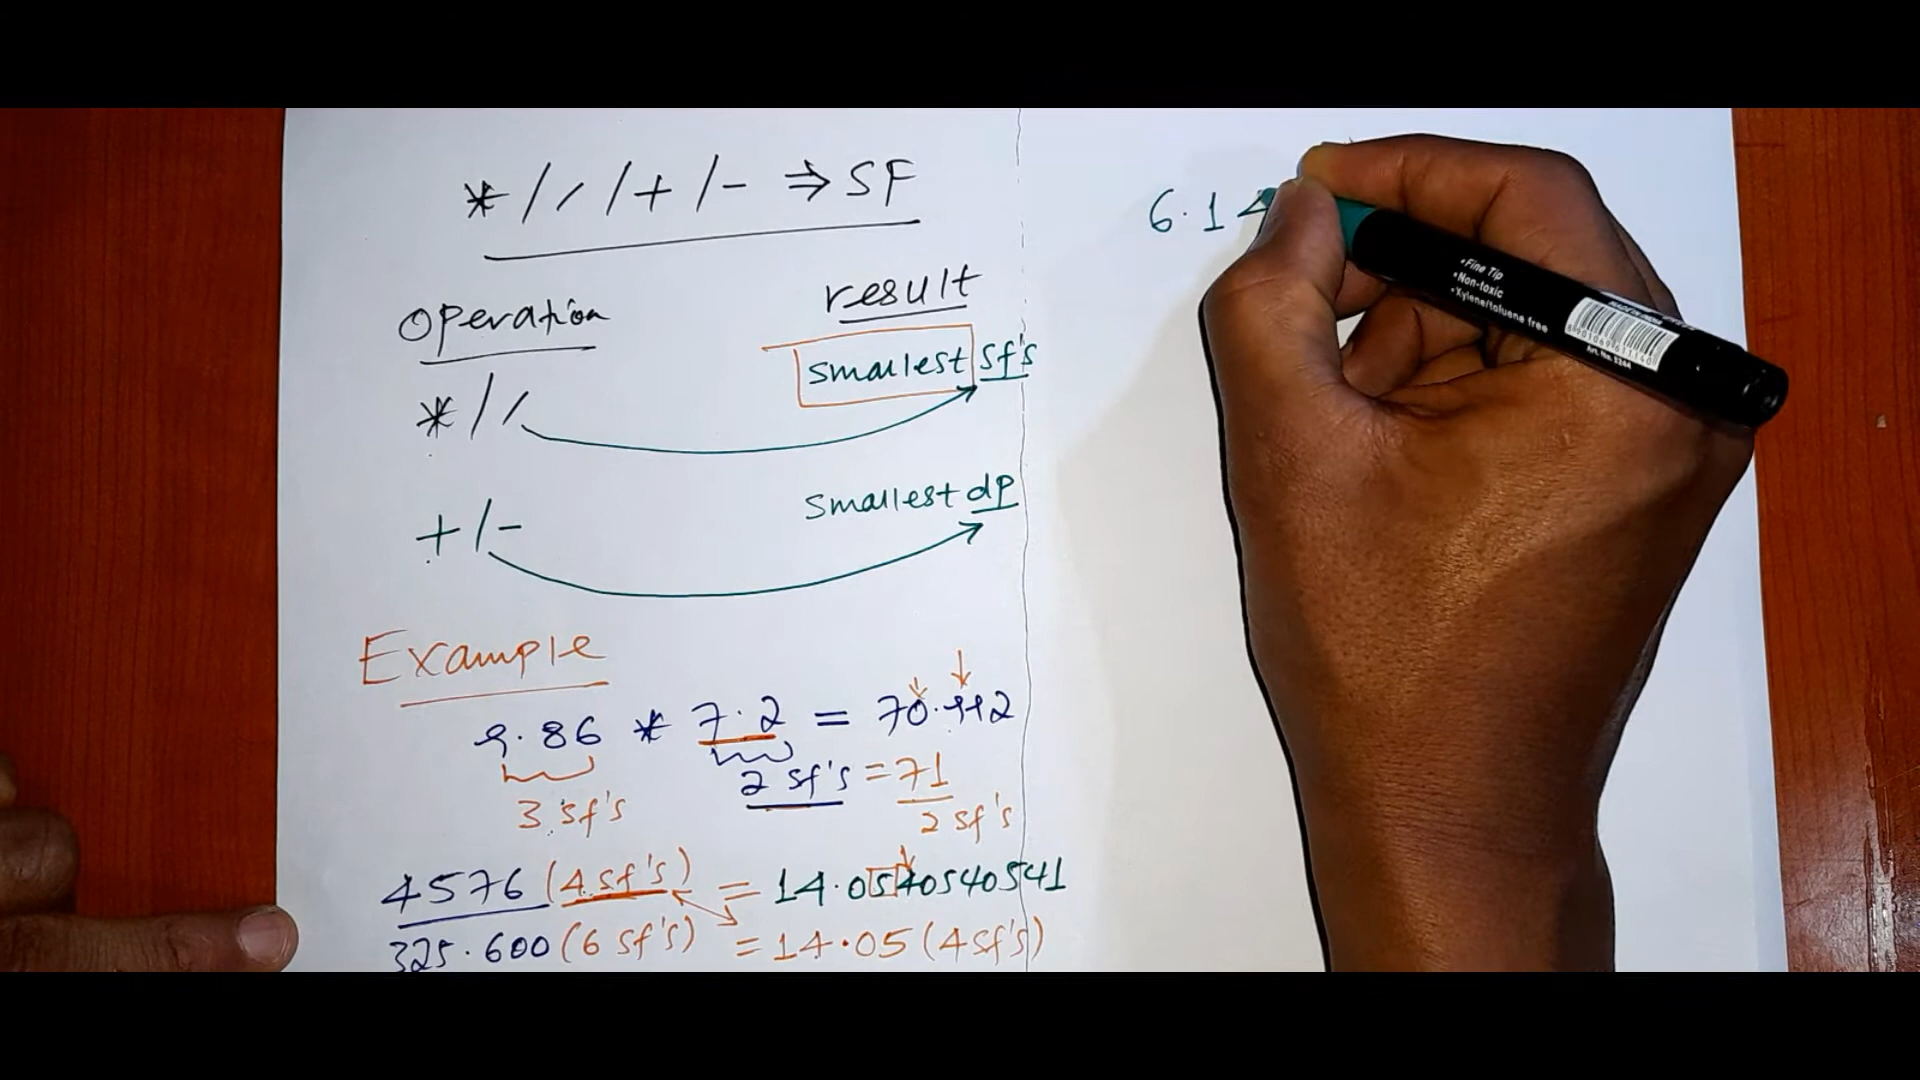 * / ⁄ / + / - ⇒ SF
operation result
* / ⁄ smallest sf's
+ / - smallest dp
Example
9.86 * 7.2 = 70.992
3 sf's 2 sf's = 71
2 sf's
4576 (4 sf's) = 14.0540540541
325.600 (6 sf's) = 14.05 (4 sf's)
6.14
•Fine Tip
•Non-toxic
•Xylene/toluene free